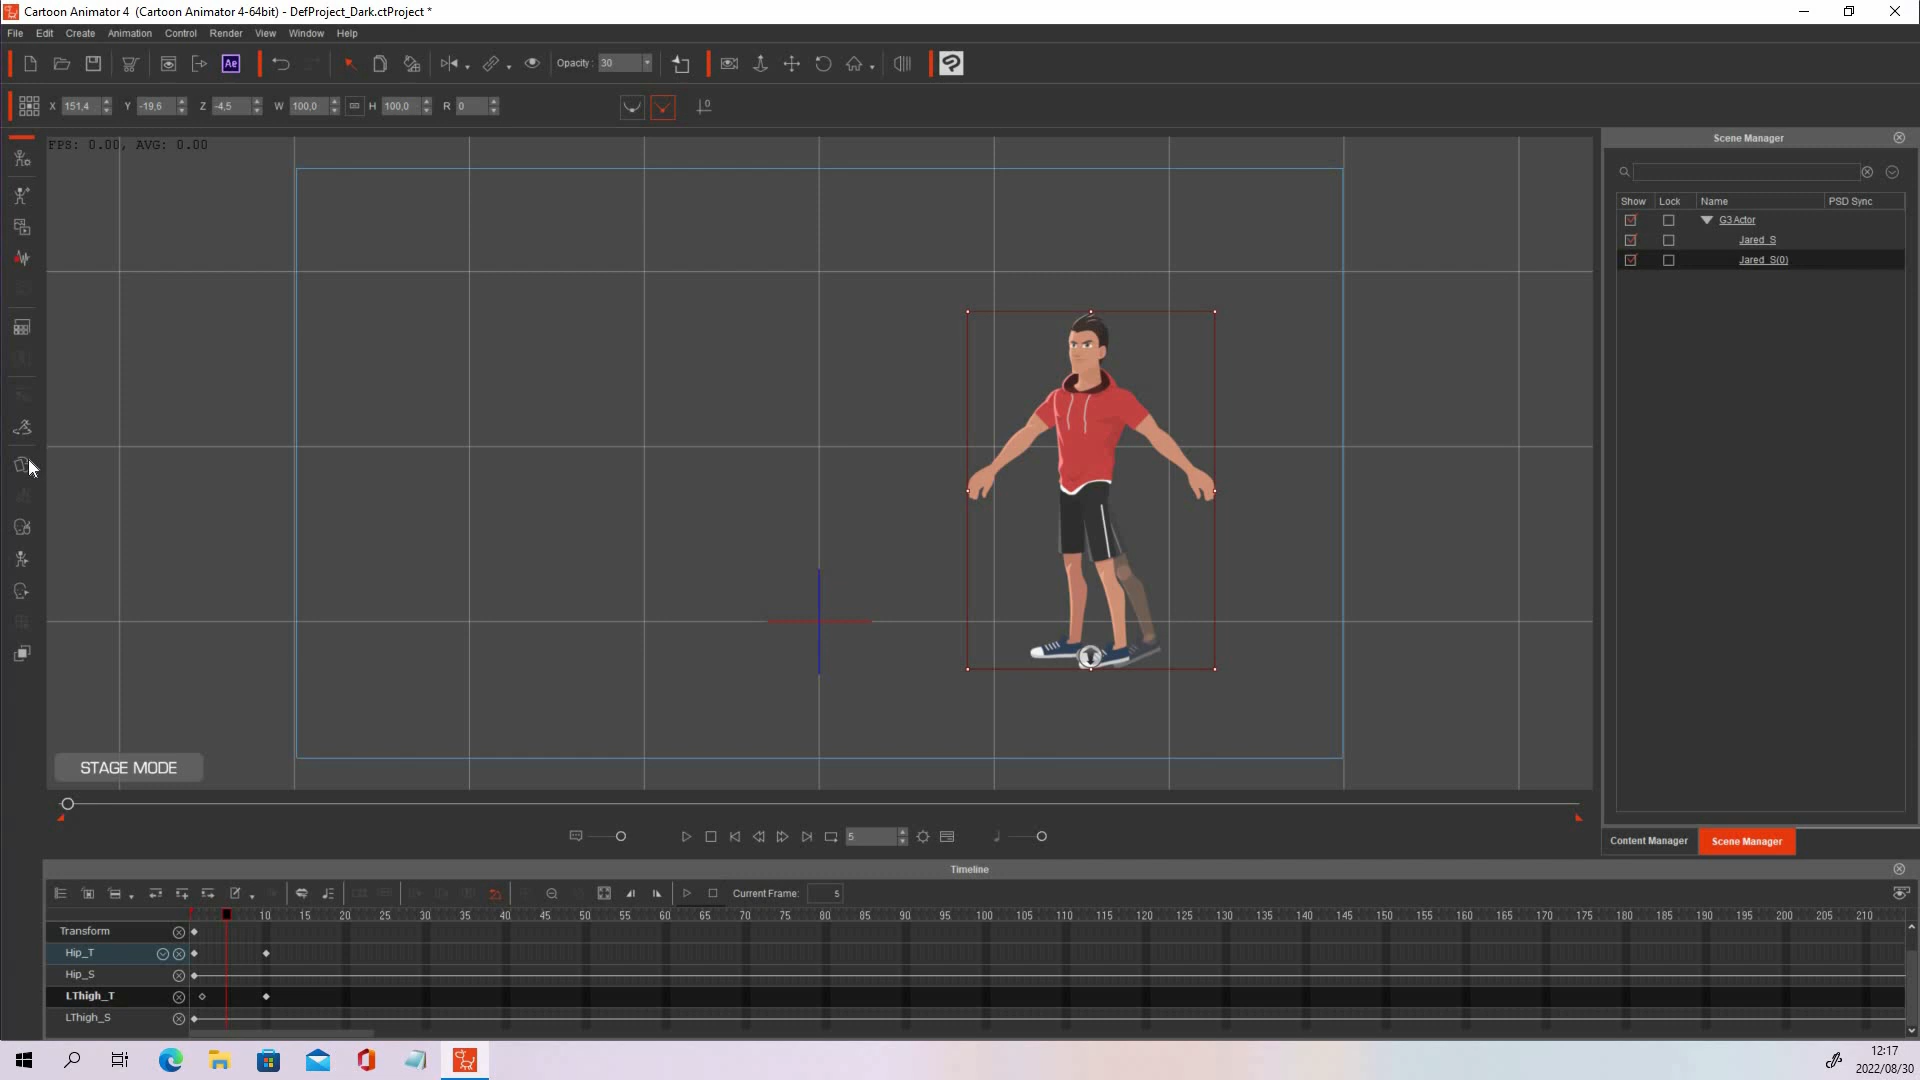 Cartoon Animator 4  (Cartoon Animator 4-64bit) - DefProject_Dark.ctProject *
File Edit Create Animation Control Render View Window Help
Ae
Opacity: 30
X 151,4 Y -19,6 Z -4,5 W 100,0 H 100,0 R 0
FPS: 0.00, AVG: 0.00
Scene Manager
Show Lock Name PSD Sync
G3 Actor
Jared_S
Jared_S(0)
STAGE MODE
5
Content Manager Scene Manager
Timeline
Current Frame: 5
10 15 20 25 30 35 40 45 50 55 60 65 70 75 80 85 90 95 100 105 110 115 120 125 130 135 140 145 150 155 160 165 170 175 180 185 190 195 200 205 210
Transform
Hip_T
Hip_S
LThigh_T
LThigh_S
12:17
2022/08/30